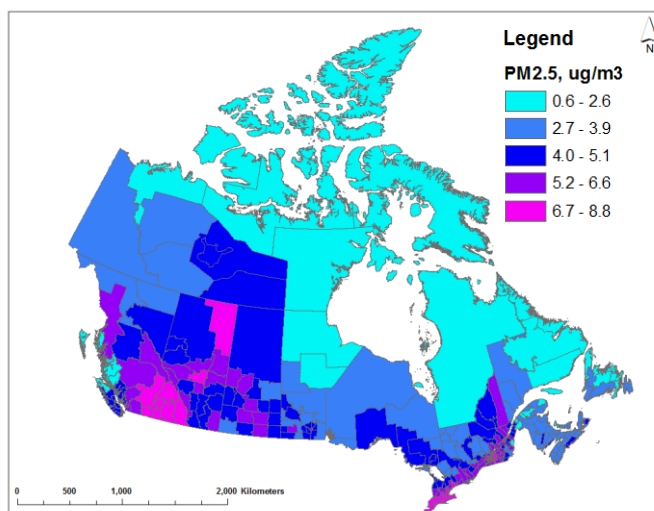 Legend
N
PM2.5, ug/m3
0.6 - 2.6
2.7 - 3.9
4.0 - 5.1
5.2 - 6.6
6.7 - 8.8
0 500 1,000 2,000 Kilometers